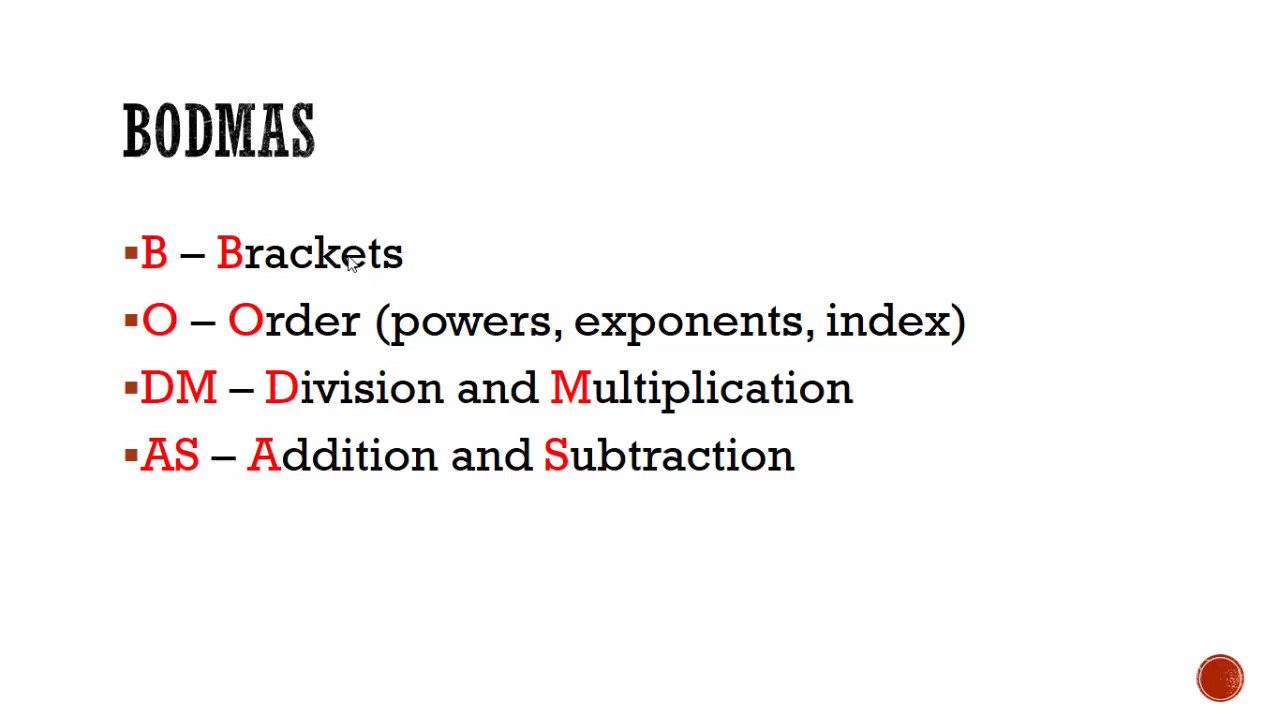 BODMAS
▪B – Brackets
▪O – Order (powers, exponents, index)
▪DM – Division and Multiplication
▪AS – Addition and Subtraction